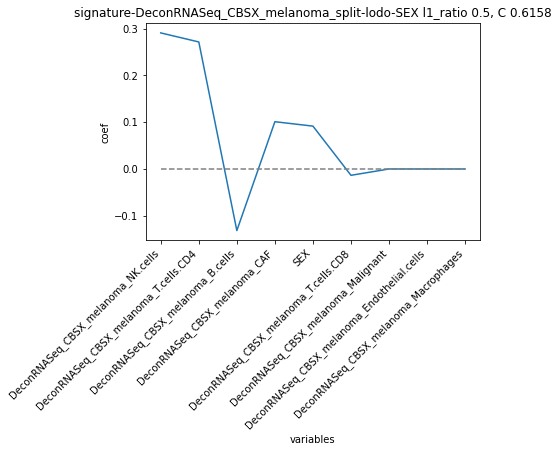 signature-DeconRNASeq_CBSX_melanoma_split-lodo-SEX l1_ratio 0.5, C 0.6158
0.3
0.2
0.1
0.0
−0.1
coef
DeconRNASeq_CBSX_melanoma_NK.cells
DeconRNASeq_CBSX_melanoma_T.cells.CD4
DeconRNASeq_CBSX_melanoma_B.cells
DeconRNASeq_CBSX_melanoma_CAF
SEX
DeconRNASeq_CBSX_melanoma_T.cells.CD8
DeconRNASeq_CBSX_melanoma_Malignant
DeconRNASeq_CBSX_melanoma_Endothelial.cells
DeconRNASeq_CBSX_melanoma_Macrophages
variables